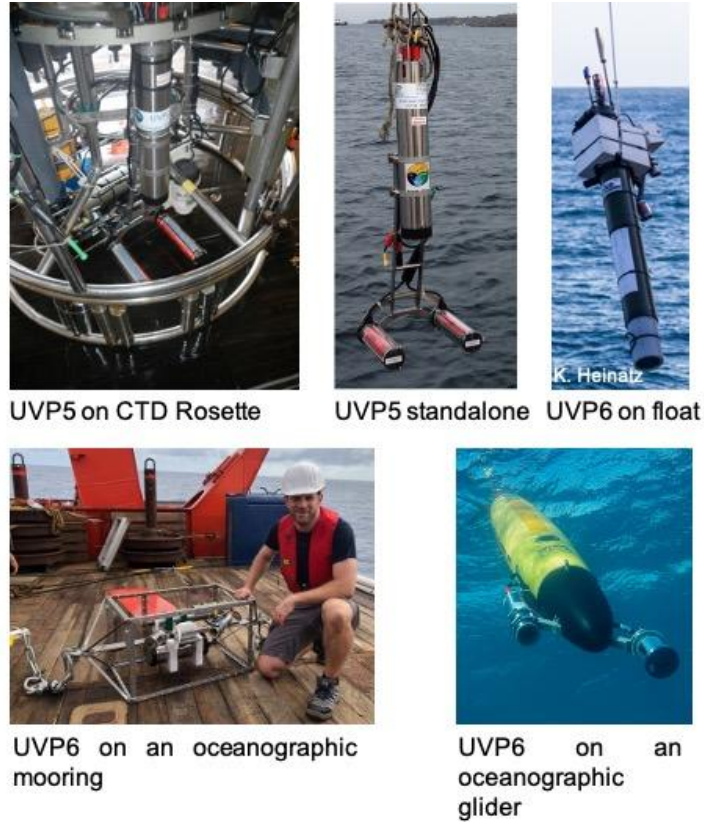 UVP5
K. Heinatz
UVP5 on CTD Rosette
UVP5 standalone
UVP6 on float
UVP6 on an oceanographic
mooring
UVP6 on an
oceanographic
glider